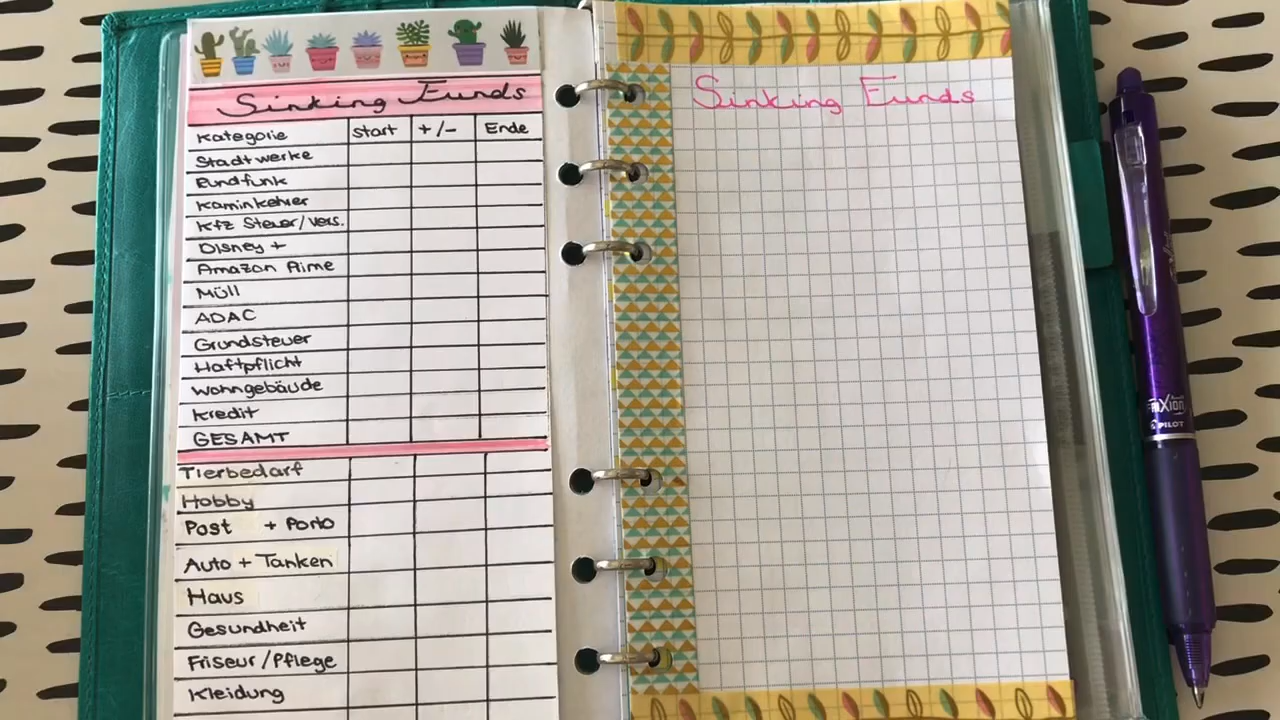 Sinking Funds
Kategorie start +/- Ende
Stadtwerke
Rundfunk
Kaminkehrer
Kfz Steuer/Vers.
Disney +
Amazon Prime
Müll
ADAC
Grundsteuer
Haftpflicht
Wohngebäude
Kredit
GESAMT
Tierbedarf
Hobby
Post + Porto
Auto + Tanken
Haus
Gesundheit
Friseur/Pflege
Kleidung
Sinking Funds
FRiXion
PILOT